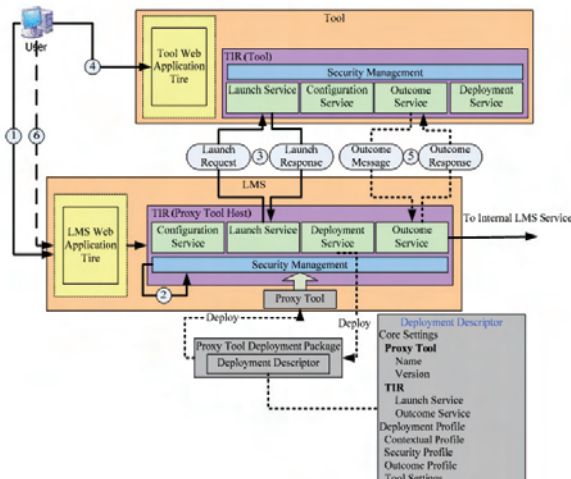 Tool
User
TIR (Tool)
Tool Web
Application
Tire
Security Management
Launch Service
Configuration
Service
Outcome
Service
Deployment
Service
4
1
6
Launch
Request
3
Launch
Response
Outcome
Message
5
Outcome
Response
LMS
TIR (Proxy Tool Host)
LMS Web
Application
Tire
Configuration
Service
Launch Service
Deployment
Service
Outcome
Service
To Internal LMS Service
Security Management
2
Proxy Tool
Deploy
Deploy
Proxy Tool Deployment Package
Deployment Descriptor
Deployment Descriptor
Core Settings
Proxy Tool
Name
Version
TIR
Launch Service
Outcome Service
Deployment Profile
Contextual Profile
Security Profile
Outcome Profile
Tool Settings